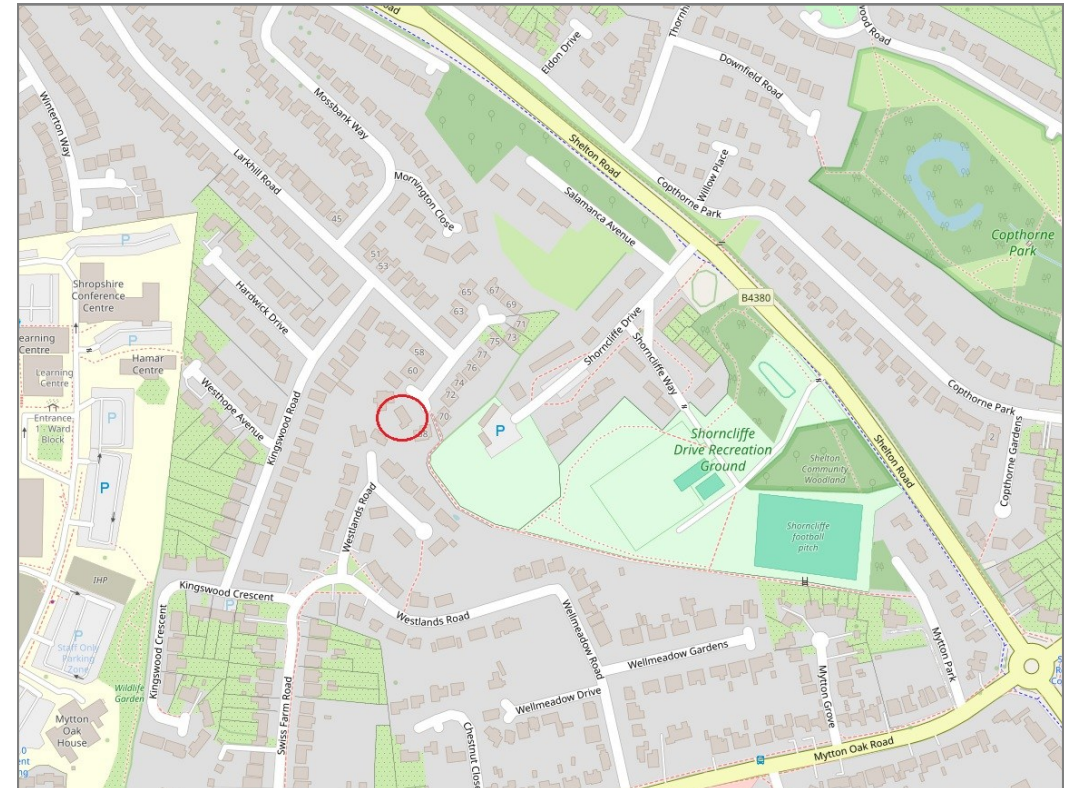 Road
Thornh
wood Road
Eldon Drive
Downfield Road
Winterton Way
Mossbank Way
Larkhill Road
Shelton Road
Willow Place
Copthorne Park
Mornington Close
Salamanca Avenue
45
Copthorne
Park
P
51
53
Shropshire
Conference
Centre
65
67
69
63
71
73
75
B4380
Hardwick Drive
Shorncliffe Drive
Shorncliffe Way
earning
Centre
P
Hamar
Centre
58
60
77
76
74
72
70
68
Learning
Centre
Westhope Avenue
Kingswood Road
Copthorne Park
Entrance
1 - Ward
Block
P
P
Shorncliffe
Drive Recreation
Ground
2
Shelton Road
Copthorne Gardens
Shelton
Community
Woodland
P
Westlands Road
Shorncliffe
football
pitch
IHP
Kingswood Crescent
P
Westlands Road
Wellmeadow Road
Kingswood Crescent
P
Staff Only
Parking
Zone
Wellmeadow Gardens
Mytton Park
Mytton Grove
Wildlife
Garden
Swiss Farm Road
Wellmeadow Drive
Mytton
Oak
House
Chestnut Close
Mytton Oak Road